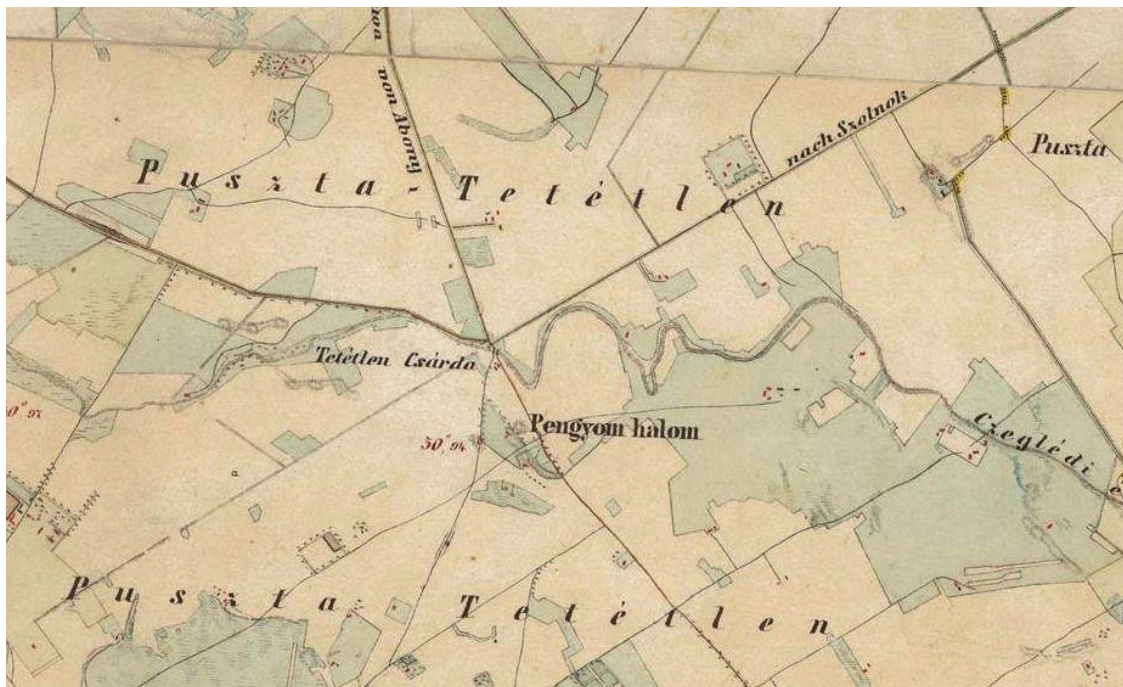 von Abony
nach Szolnok
Puszta
Puszta Tetétlen
Tetétlen Csárda
Pengyom halom
50°,94
Czeglédi
Puszta Tetétlen